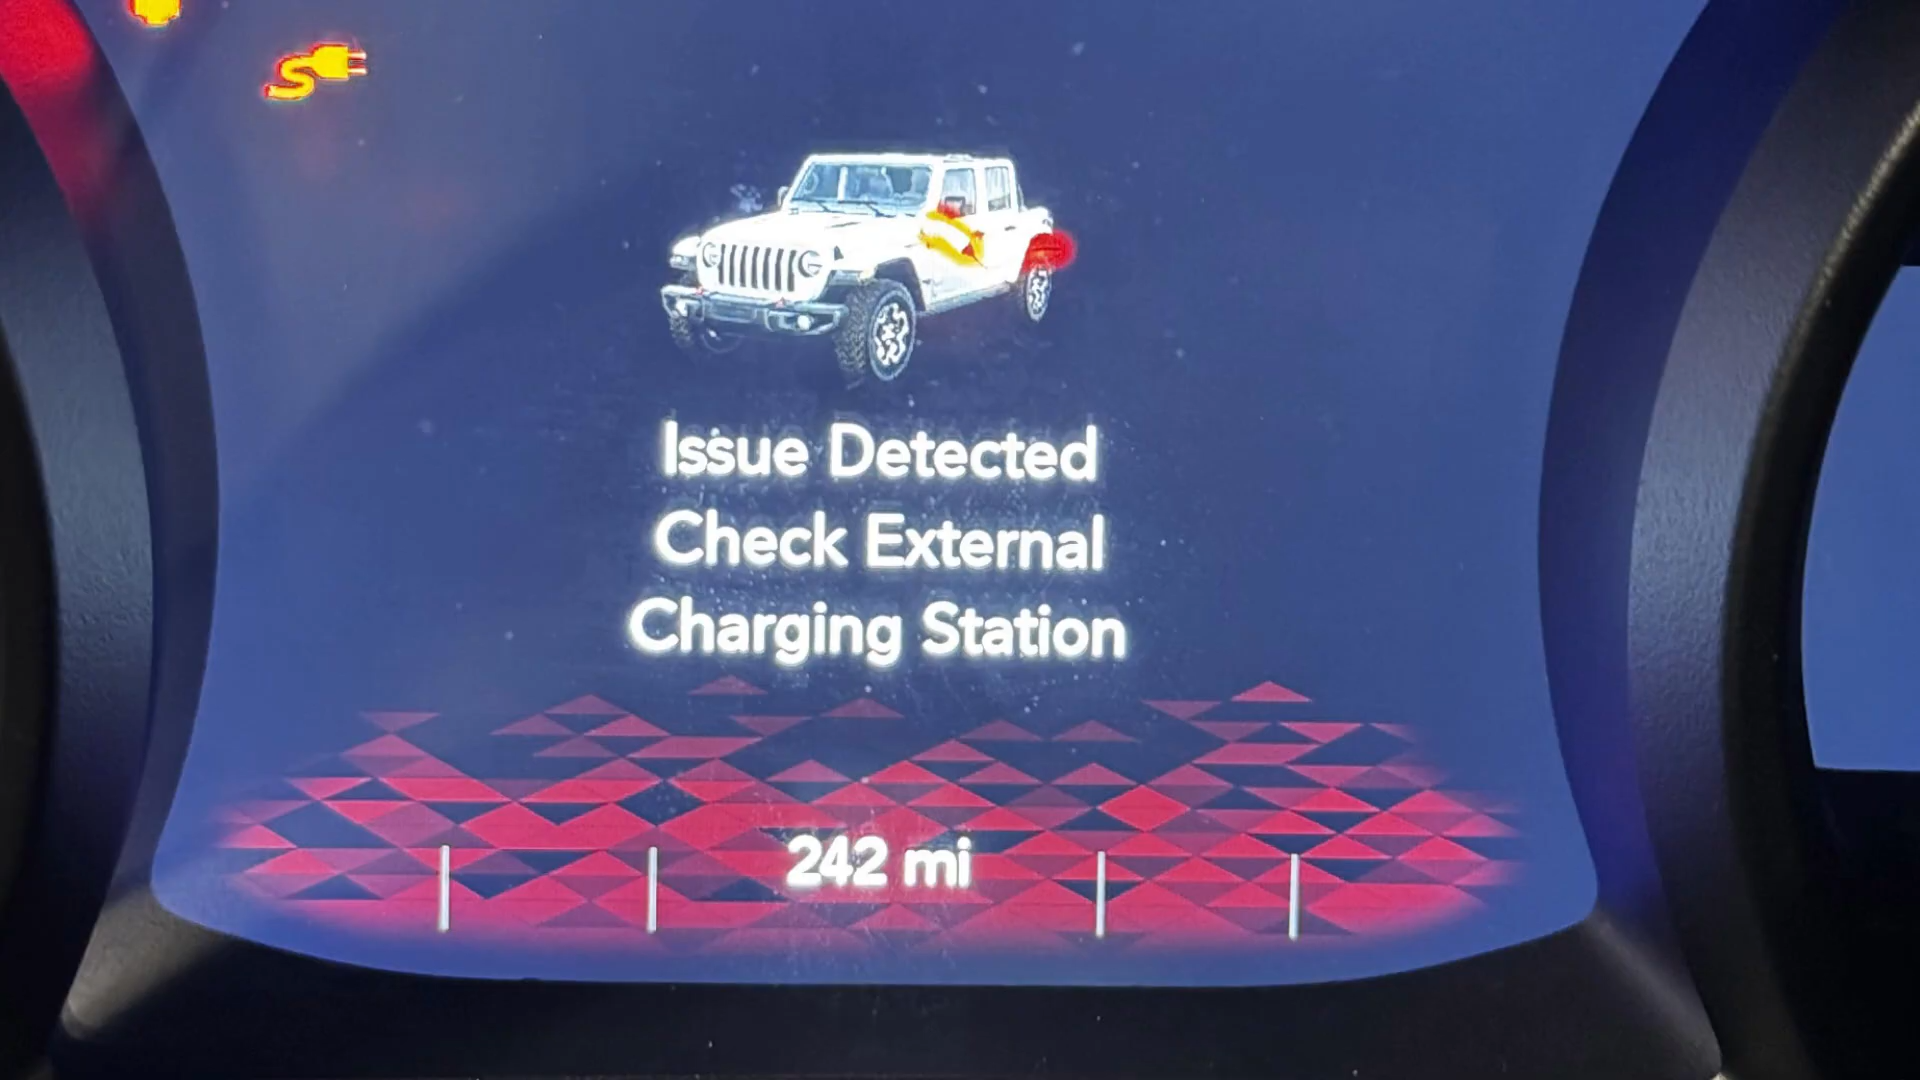 Issue Detected
Check External
Charging Station
242 mi